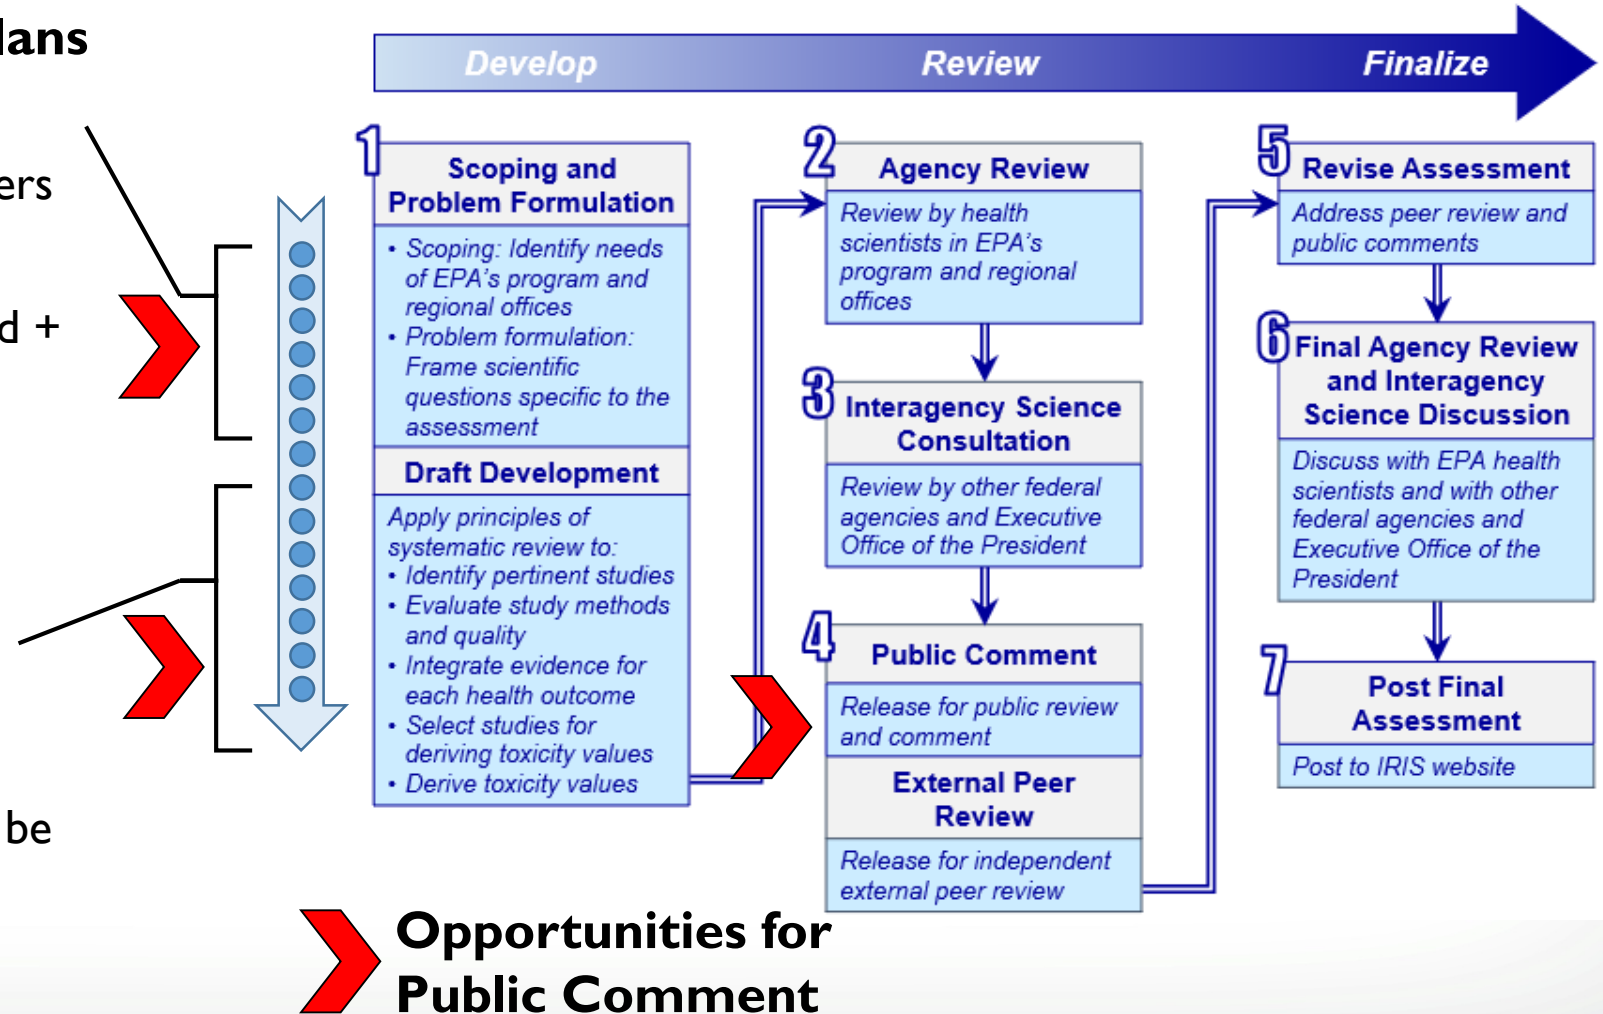 lans
ers
d +
be
Develop
Review
Finalize
1
Scoping and
Problem Formulation
• Scoping: Identify needs
of EPA's program and
regional offices
• Problem formulation:
Frame scientific
questions specific to the
assessment
Draft Development
Apply principles of
systematic review to:
• Identify pertinent studies
• Evaluate study methods
and quality
• Integrate evidence for
each health outcome
• Select studies for
deriving toxicity values
• Derive toxicity values
2
Agency Review
Review by health
scientists in EPA's
program and regional
offices
3
Interagency Science
Consultation
Review by other federal
agencies and Executive
Office of the President
4
Public Comment
Release for public review
and comment
External Peer
Review
Release for independent
external peer review
5
Revise Assessment
Address peer review and
public comments
6
Final Agency Review
and Interagency
Science Discussion
Discuss with EPA health
scientists and with other
federal agencies and
Executive Office of the
President
7
Post Final
Assessment
Post to IRIS website
Opportunities for
Public Comment